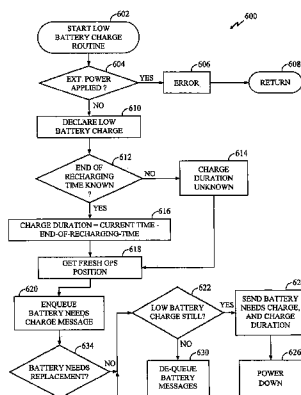 602
600
START LOW
BATTERY CHARGE
ROUTINE
604
606
608
EXT. POWER
APPLIED ?
YES
ERROR
RETURN
NO
610
DECLARE LOW
BATTERY CHARGE
612
614
END OF
RECHARGING
TIME KNOWN
?
NO
CHARGE
DURATION
UNKNOWN
YES
616
CHARGE DURATION = CURRENT TIME -
END-OF-RECHARGING-TIME
618
GET FRESH GPS
POSITION
620
622
ENQUEUE
BATTERY NEEDS
CHARGE MESSAGE
LOW BATTERY
CHARGE STILL?
YES
SEND BATTERY
NEEDS CHARGE,
AND CHARGE
DURATION
634
NO
630
626
BATTERY NEEDS
REPLACEMENT?
NO
DE-QUEUE
BATTERY
MESSAGES
POWER
DOWN